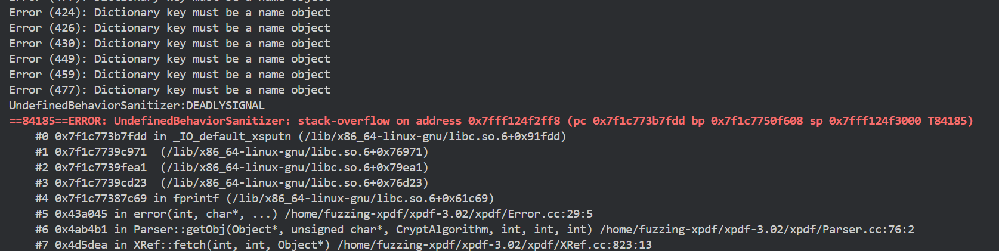 Error (424): Dictionary key must be a name object
Error (426): Dictionary key must be a name object
Error (430): Dictionary key must be a name object
Error (449): Dictionary key must be a name object
Error (459): Dictionary key must be a name object
Error (477): Dictionary key must be a name object
UndefinedBehaviorSanitizer:DEADLYSIGNAL
==84185==ERROR: UndefinedBehaviorSanitizer: stack-overflow on address 0x7fff124f2ff8 (pc 0x7f1c773b7fdd bp 0x7f1c7750f608 sp 0x7fff124f3000 T84185)
#0 0x7f1c773b7fdd in _IO_default_xsputn (/lib/x86_64-linux-gnu/libc.so.6+0x91fdd)
#1 0x7f1c7739c971  (/lib/x86_64-linux-gnu/libc.so.6+0x76971)
#2 0x7f1c7739fea1  (/lib/x86_64-linux-gnu/libc.so.6+0x79ea1)
#3 0x7f1c7739cd23  (/lib/x86_64-linux-gnu/libc.so.6+0x76d23)
#4 0x7f1c77387c69 in fprintf (/lib/x86_64-linux-gnu/libc.so.6+0x61c69)
#5 0x43a045 in error(int, char*, ...) /home/fuzzing-xpdf/xpdf-3.02/xpdf/Error.cc:29:5
#6 0x4ab4b1 in Parser::getObj(Object*, unsigned char*, CryptAlgorithm, int, int, int) /home/fuzzing-xpdf/xpdf-3.02/xpdf/Parser.cc:76:2
#7 0x4d5dea in XRef::fetch(int, int, Object*) /home/fuzzing-xpdf/xpdf-3.02/xpdf/XRef.cc:823:13